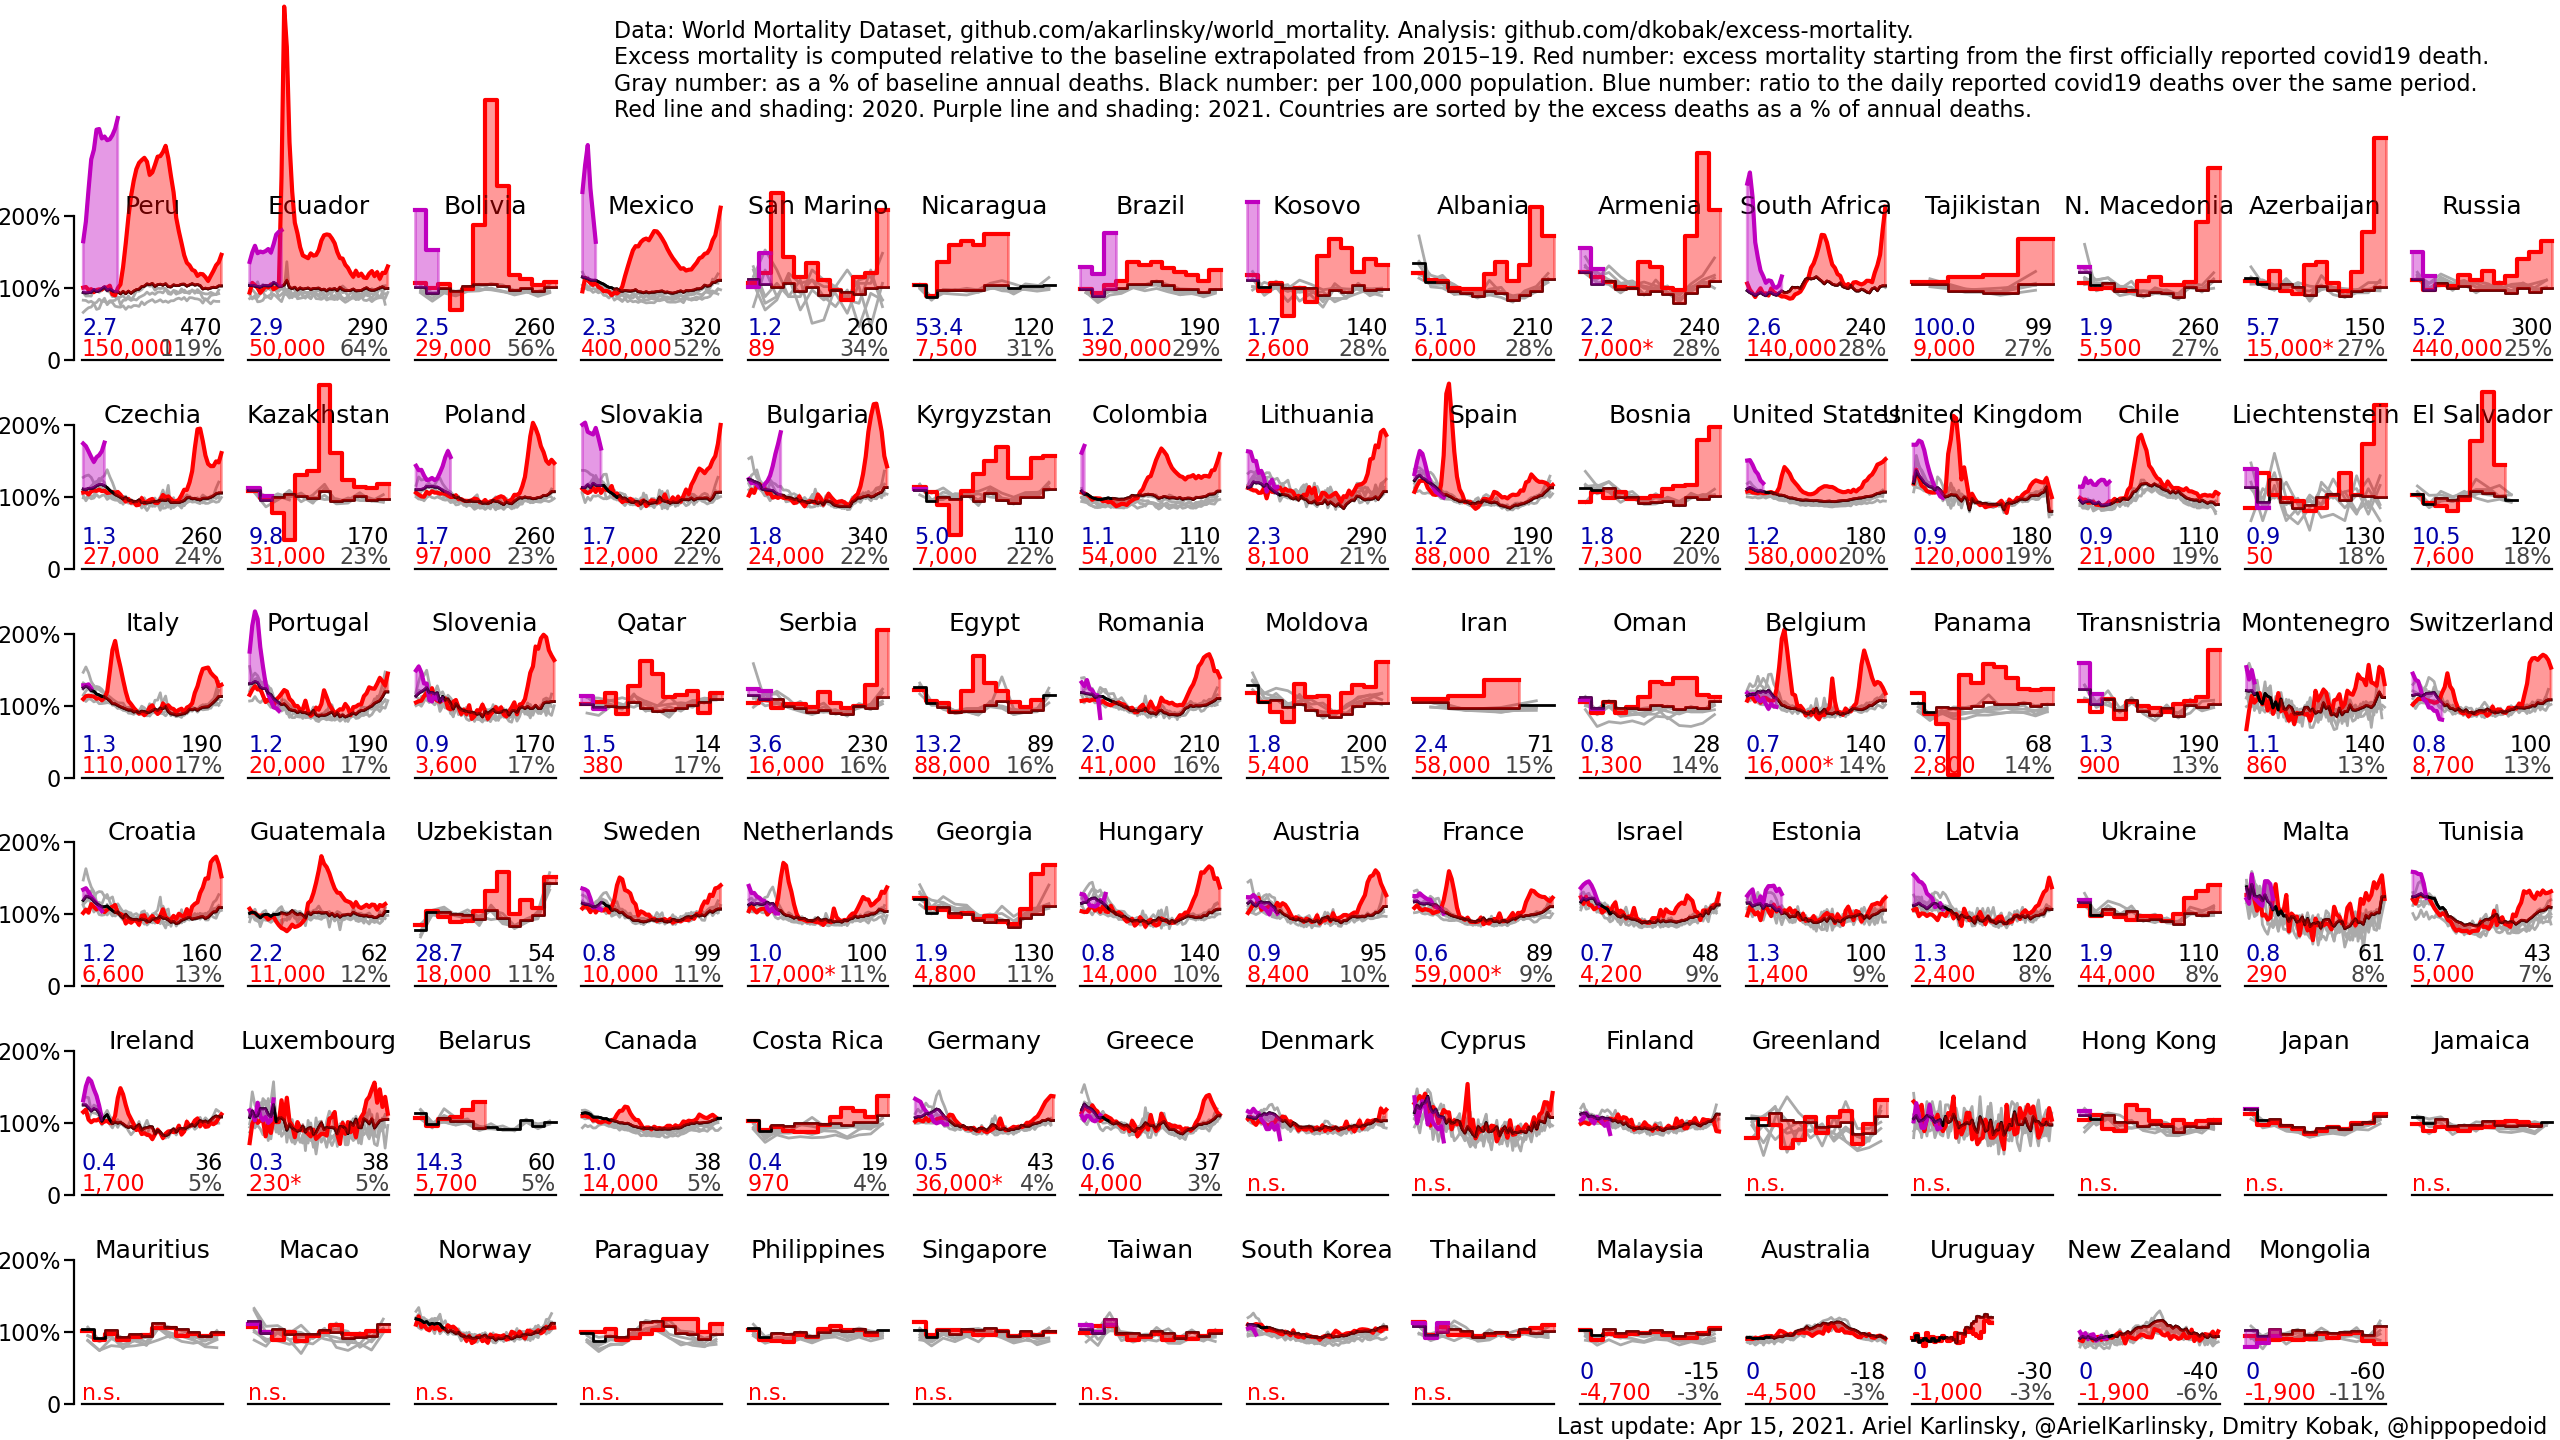 Data: World Mortality Dataset, github.com/akarlinsky/world_mortality. Analysis: github.com/dkobak/excess-mortality.
Excess mortality is computed relative to the baseline extrapolated from 2015–19. Red number: excess mortality starting from the first officially reported covid19 death.
Gray number: as a % of baseline annual deaths. Black number: per 100,000 population. Blue number: ratio to the daily reported covid19 deaths over the same period.
Red line and shading: 2020. Purple line and shading: 2021. Countries are sorted by the excess deaths as a % of annual deaths.
Peru Ecuador Bolivia Mexico San Marino Nicaragua Brazil Kosovo Albania Armenia South Africa Tajikistan N. Macedonia Azerbaijan Russia
200%
100%
2.7 470 2.9 290 2.5 260 2.3 320 1.2 260 53.4 120 1.2 190 1.7 140 5.1 210 2.2 240 2.6 240 100.0 99 1.9 260 5.7 150 5.2 300
0 150,000 119% 50,000 64% 29,000 56% 400,000 52% 89 34% 7,500 31% 390,000 29% 2,600 28% 6,000 28% 7,000* 28% 140,000 28% 9,000 27% 5,500 27% 15,000* 27% 440,000 25%
Czechia Kazakhstan Poland Slovakia Bulgaria Kyrgyzstan Colombia Lithuania Spain Bosnia United States United Kingdom Chile Liechtenstein El Salvador
200%
100%
1.3 260 9.8 170 1.7 260 1.7 220 1.8 340 5.0 110 1.1 110 2.3 290 1.2 190 1.8 220 1.2 180 0.9 180 0.9 110 0.9 130 10.5 120
0 27,000 24% 31,000 23% 97,000 23% 12,000 22% 24,000 22% 7,000 22% 54,000 21% 8,100 21% 88,000 21% 7,300 20% 580,000 20% 120,000 19% 21,000 19% 50 18% 7,600 18%
Italy Portugal Slovenia Qatar Serbia Egypt Romania Moldova Iran Oman Belgium Panama Transnistria Montenegro Switzerland
200%
100%
1.3 190 1.2 190 0.9 170 1.5 14 3.6 230 13.2 89 2.0 210 1.8 200 2.4 71 0.8 28 0.7 140 0.7 68 1.3 190 1.1 140 0.8 100
0 110,000 17% 20,000 17% 3,600 17% 380 17% 16,000 16% 88,000 16% 41,000 16% 5,400 15% 58,000 15% 1,300 14% 16,000* 14% 2,800 14% 900 13% 860 13% 8,700 13%
Croatia Guatemala Uzbekistan Sweden Netherlands Georgia Hungary Austria France Israel Estonia Latvia Ukraine Malta Tunisia
200%
100%
1.2 160 2.2 62 28.7 54 0.8 99 1.0 100 1.9 130 0.8 140 0.9 95 0.6 89 0.7 48 1.3 100 1.3 120 1.9 110 0.8 61 0.7 43
0 6,600 13% 11,000 12% 18,000 11% 10,000 11% 17,000* 11% 4,800 11% 14,000 10% 8,400 10% 59,000* 9% 4,200 9% 1,400 9% 2,400 8% 44,000 8% 290 8% 5,000 7%
Ireland Luxembourg Belarus Canada Costa Rica Germany Greece Denmark Cyprus Finland Greenland Iceland Hong Kong Japan Jamaica
200%
100%
0.4 36 0.3 38 14.3 60 1.0 38 0.4 19 0.5 43 0.6 37
0 1,700 5% 230* 5% 5,700 5% 14,000 5% 970 4% 36,000* 4% 4,000 3% n.s. n.s. n.s. n.s. n.s. n.s. n.s. n.s.
Mauritius Macao Norway Paraguay Philippines Singapore Taiwan South Korea Thailand Malaysia Australia Uruguay New Zealand Mongolia
200%
100%
0 -15 0 -18 0 -30 0 -40 0 -60
0 n.s. n.s. n.s. n.s. n.s. n.s. n.s. n.s. n.s. -4,700 -3% -4,500 -3% -1,000 -3% -1,900 -6% -1,900 -11%
Last update: Apr 15, 2021. Ariel Karlinsky, @ArielKarlinsky, Dmitry Kobak, @hippopedoid